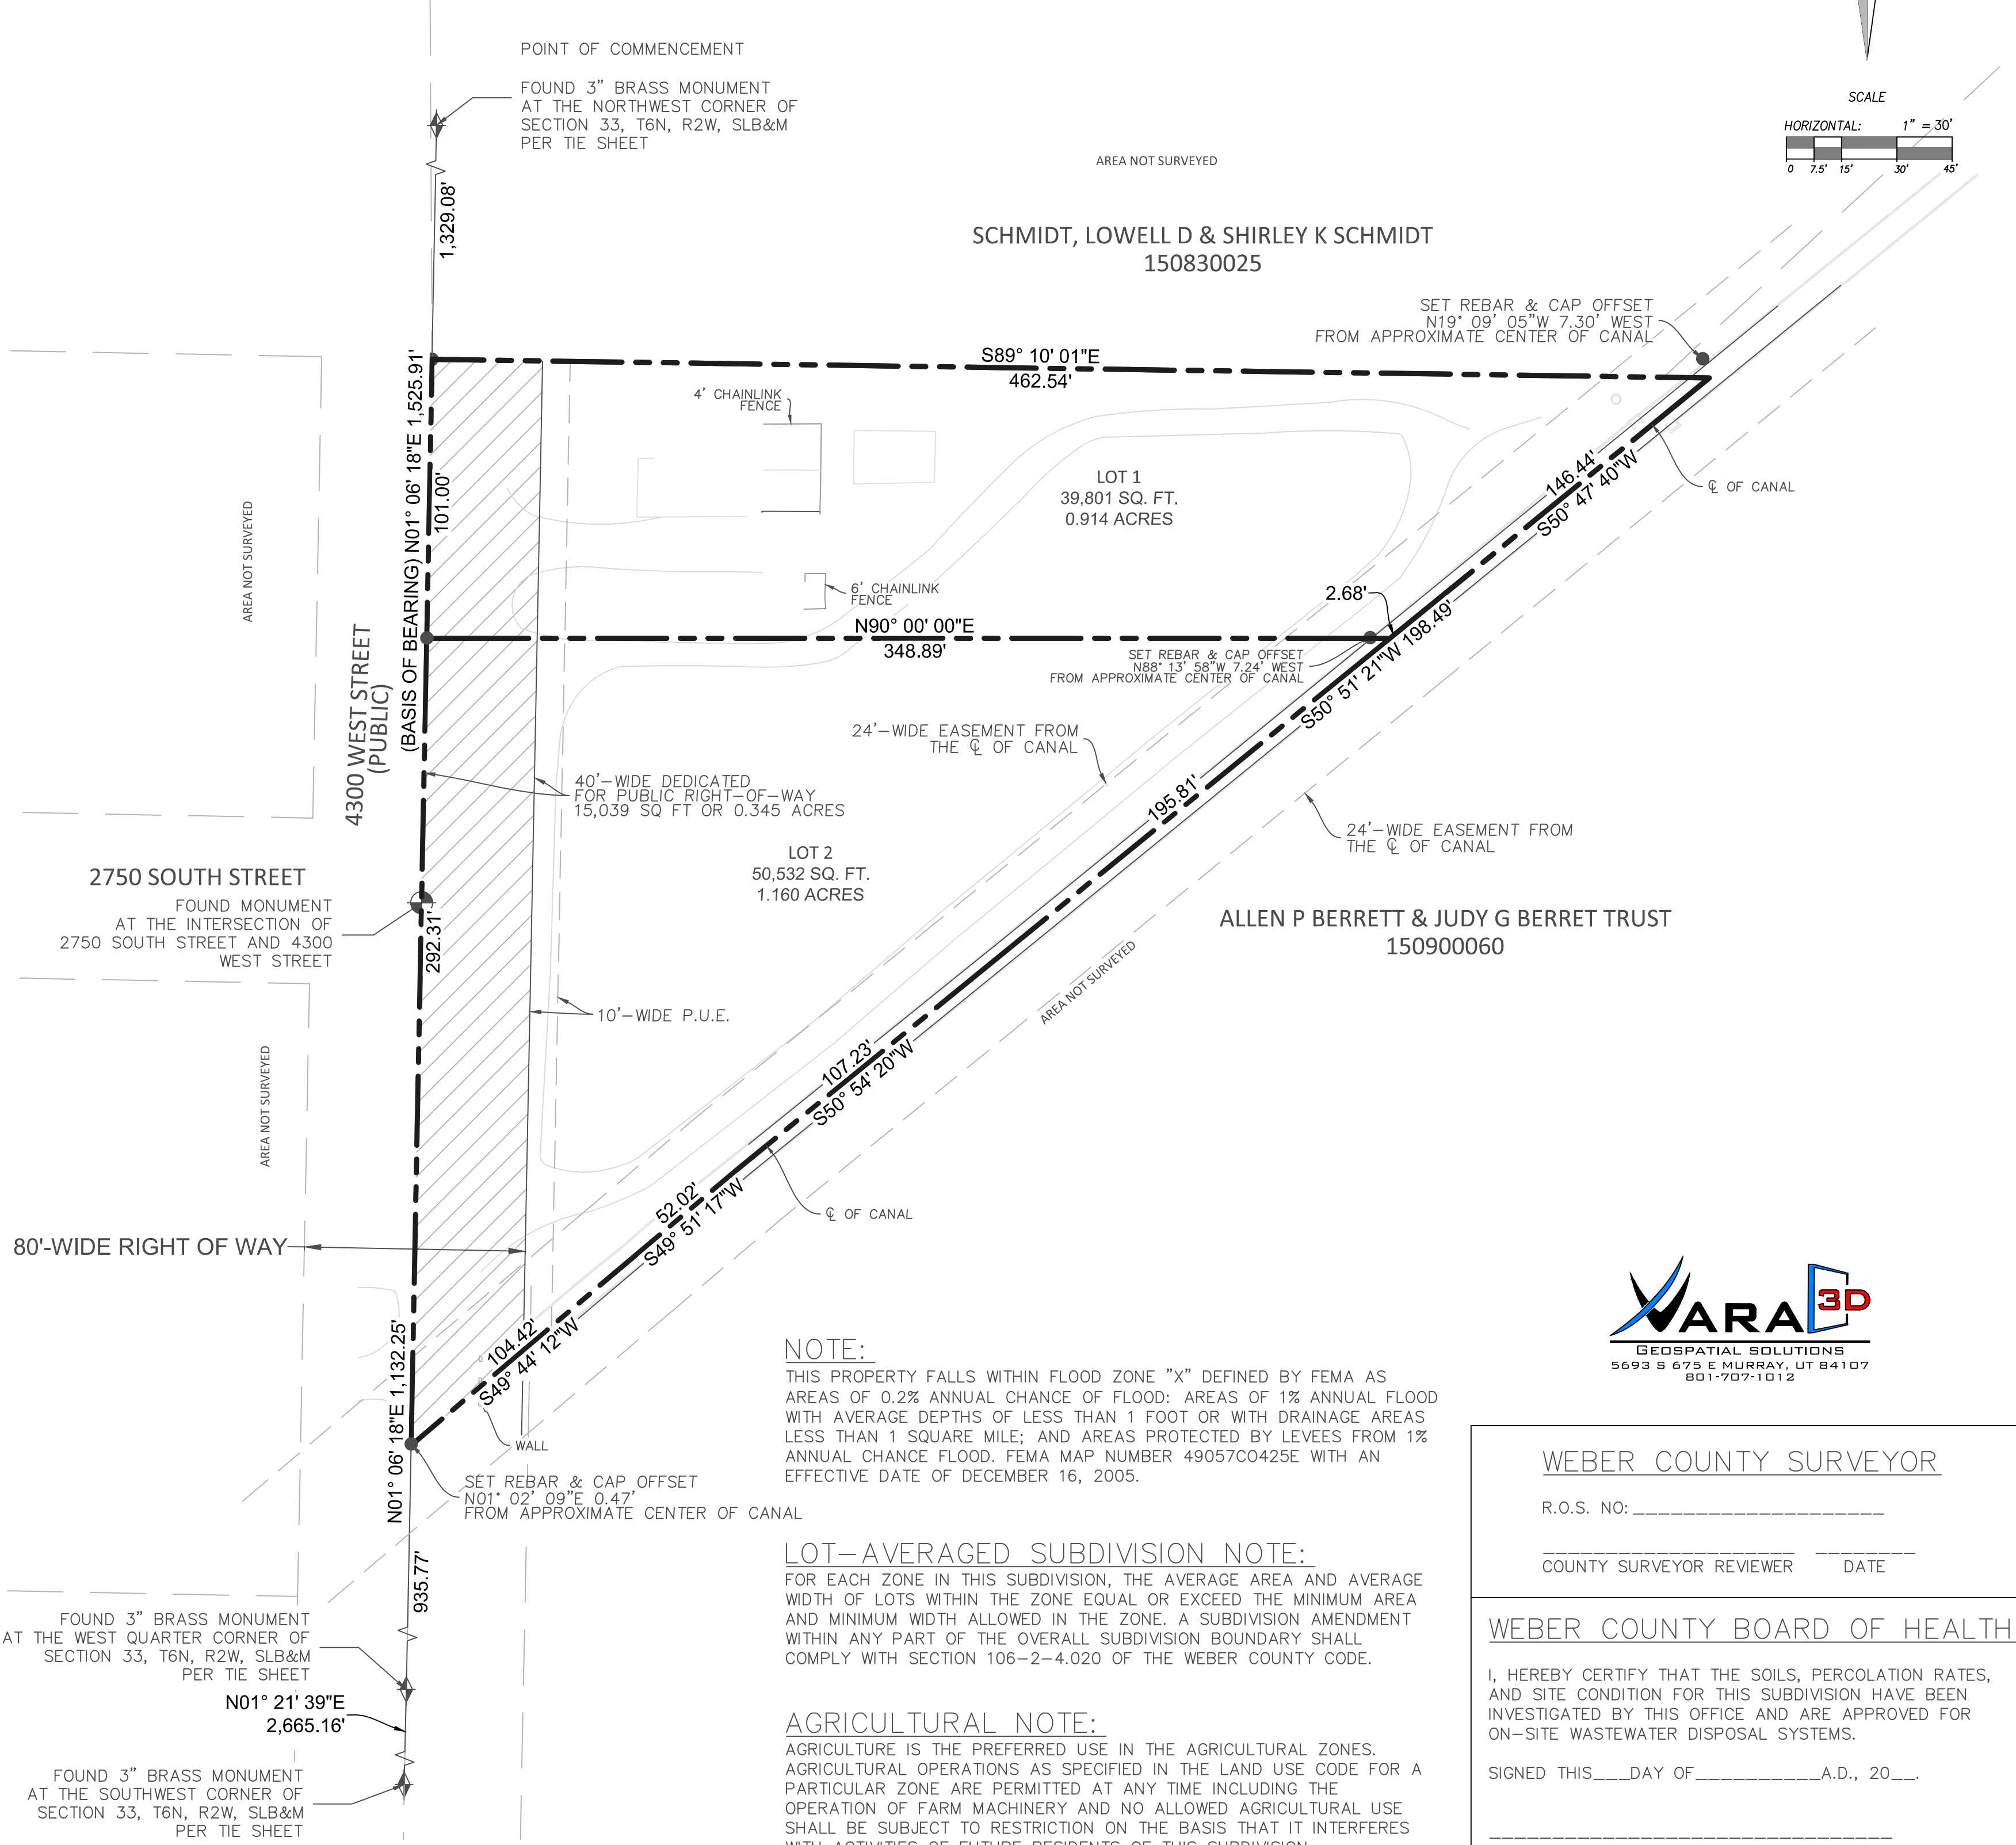 POINT OF COMMENCEMENT
FOUND 3" BRASS MONUMENT
AT THE NORTHWEST CORNER OF
SECTION 33, T6N, R2W, SLB&M
PER TIE SHEET
SCALE
HORIZONTAL: 1" = 30'
0 7.5' 15' 30' 45'
AREA NOT SURVEYED
1,329.08'
SCHMIDT, LOWELL D & SHIRLEY K SCHMIDT
150830025
SET REBAR & CAP OFFSET
N19° 09' 05"W 7.30' WEST
FROM APPROXIMATE CENTER OF CANAL
S89° 10' 01"E
462.54'
4' CHAINLINK
FENCE
(BASIS OF BEARING) N01° 06' 18"E 1,525.91'
101.00'
AREA NOT SURVEYED
LOT 1
39,801 SQ. FT.
0.914 ACRES
146.44'
S50° 47' 40"W
℄ OF CANAL
6' CHAINLINK
FENCE
2.68'
N90° 00' 00"E
348.89'
SET REBAR & CAP OFFSET
N88° 13' 58"W 7.24' WEST
FROM APPROXIMATE CENTER OF CANAL
S50° 51' 21"W 198.49'
4300 WEST STREET
(PUBLIC)
24'-WIDE EASEMENT FROM
THE ℄ OF CANAL
40'-WIDE DEDICATED
FOR PUBLIC RIGHT-OF-WAY
15,039 SQ FT OR 0.345 ACRES
195.81'
24'-WIDE EASEMENT FROM
THE ℄ OF CANAL
LOT 2
50,532 SQ. FT.
1.160 ACRES
2750 SOUTH STREET
FOUND MONUMENT
AT THE INTERSECTION OF
2750 SOUTH STREET AND 4300
WEST STREET
292.31'
ALLEN P BERRETT & JUDY G BERRET TRUST
150900060
AREA NOT SURVEYED
10'-WIDE P.U.E.
107.23'
S50° 54' 20"W
AREA NOT SURVEYED
52.02'
S49° 51' 17"W
℄ OF CANAL
80'-WIDE RIGHT OF WAY
104.42'
S49° 44' 12"W
N01° 06' 18"E 1,132.25'
WALL
SET REBAR & CAP OFFSET
N01° 02' 09"E 0.47'
FROM APPROXIMATE CENTER OF CANAL
935.77'
FOUND 3" BRASS MONUMENT
AT THE WEST QUARTER CORNER OF
SECTION 33, T6N, R2W, SLB&M
PER TIE SHEET
N01° 21' 39"E
2,665.16'
FOUND 3" BRASS MONUMENT
AT THE SOUTHWEST CORNER OF
SECTION 33, T6N, R2W, SLB&M
PER TIE SHEET
NOTE:
THIS PROPERTY FALLS WITHIN FLOOD ZONE "X" DEFINED BY FEMA AS
AREAS OF 0.2% ANNUAL CHANCE OF FLOOD: AREAS OF 1% ANNUAL FLOOD
WITH AVERAGE DEPTHS OF LESS THAN 1 FOOT OR WITH DRAINAGE AREAS
LESS THAN 1 SQUARE MILE; AND AREAS PROTECTED BY LEVEES FROM 1%
ANNUAL CHANCE FLOOD. FEMA MAP NUMBER 49057C0425E WITH AN
EFFECTIVE DATE OF DECEMBER 16, 2005.
LOT-AVERAGED SUBDIVISION NOTE:
FOR EACH ZONE IN THIS SUBDIVISION, THE AVERAGE AREA AND AVERAGE
WIDTH OF LOTS WITHIN THE ZONE EQUAL OR EXCEED THE MINIMUM AREA
AND MINIMUM WIDTH ALLOWED IN THE ZONE. A SUBDIVISION AMENDMENT
WITHIN ANY PART OF THE OVERALL SUBDIVISION BOUNDARY SHALL
COMPLY WITH SECTION 106-2-4.020 OF THE WEBER COUNTY CODE.
AGRICULTURAL NOTE:
AGRICULTURE IS THE PREFERRED USE IN THE AGRICULTURAL ZONES.
AGRICULTURAL OPERATIONS AS SPECIFIED IN THE LAND USE CODE FOR A
PARTICULAR ZONE ARE PERMITTED AT ANY TIME INCLUDING THE
OPERATION OF FARM MACHINERY AND NO ALLOWED AGRICULTURAL USE
SHALL BE SUBJECT TO RESTRICTION ON THE BASIS THAT IT INTERFERES
WITH ACTIVITIES OF FUTURE RESIDENTS OF THIS SUBDIVISION.
VARA 3D
GEOSPATIAL SOLUTIONS
5693 S 675 E MURRAY, UT 84107
801-707-1012
WEBER COUNTY SURVEYOR
R.O.S. NO: ____________________
____________________ ________
COUNTY SURVEYOR REVIEWER DATE
WEBER COUNTY BOARD OF HEALTH
I, HEREBY CERTIFY THAT THE SOILS, PERCOLATION RATES,
AND SITE CONDITION FOR THIS SUBDIVISION HAVE BEEN
INVESTIGATED BY THIS OFFICE AND ARE APPROVED FOR
ON-SITE WASTEWATER DISPOSAL SYSTEMS.
SIGNED THIS___DAY OF__________A.D., 20__.